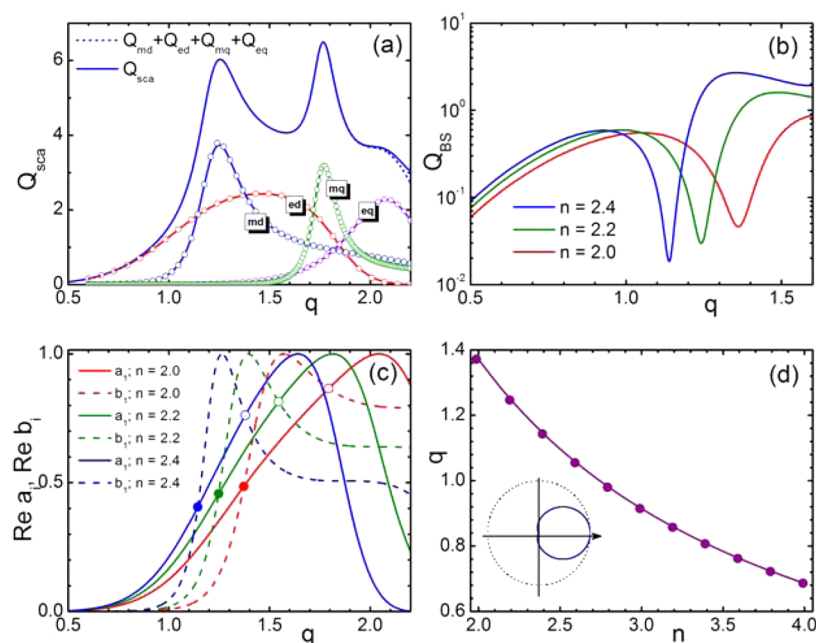 (a)
Q_md+Q_ed+Q_mq+Q_eq
Q_sca
6
4
2
0
Q_sca
md
ed
mq
eq
0.5 1.0 1.5 2.0
q
(b)
10^1
10^0
10^-1
10^-2
Q_BS
n = 2.4
n = 2.2
n = 2.0
0.5 1.0 1.5
q
(c)
1.0
0.5
0.0
Re a_i, Re b_i
a_1; n = 2.0
b_1; n = 2.0
a_1; n = 2.2
b_1; n = 2.2
a_1; n = 2.4
b_1; n = 2.4
0.5 1.0 1.5 2.0
q
(d)
1.4
1.2
1.0
0.8
0.6
q
2.0 2.5 3.0 3.5 4.0
n